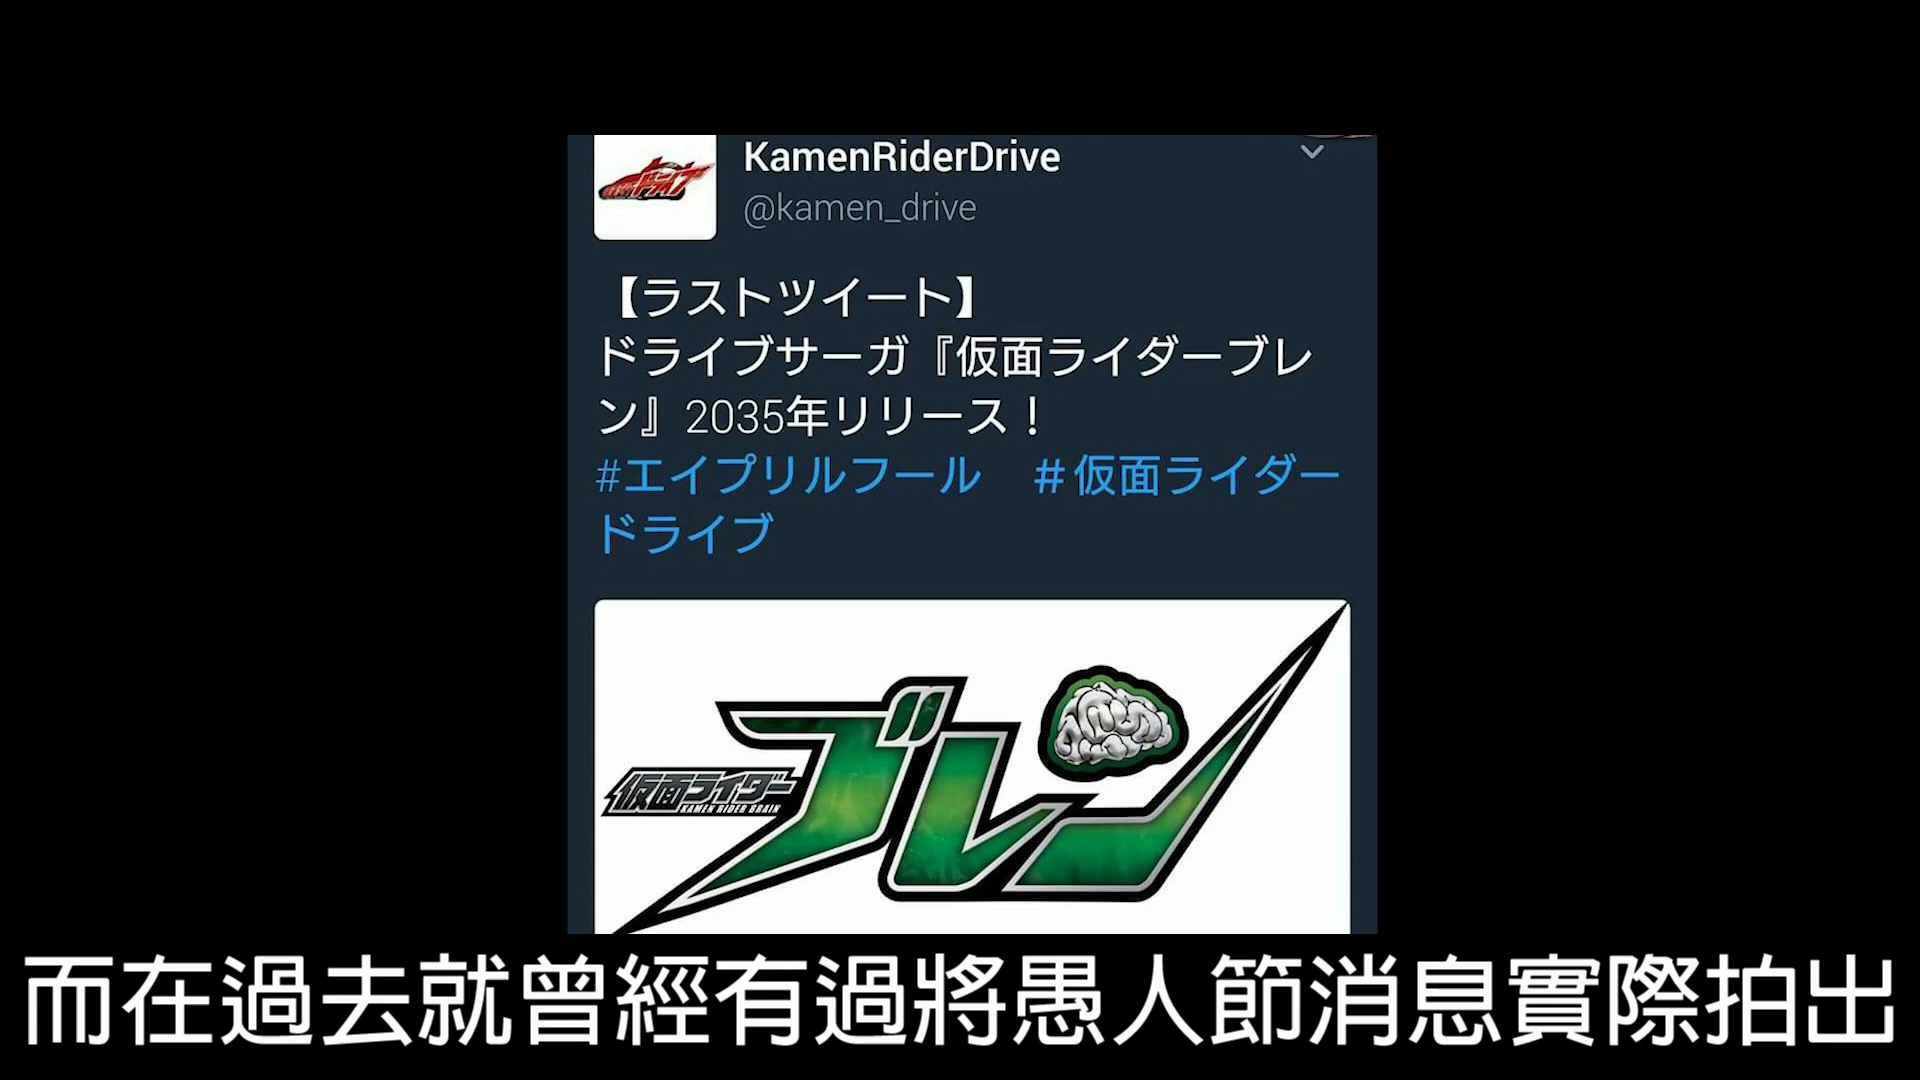 KamenRiderDrive
@kamen_drive
【ラストツイート】
ドライブサーガ『仮面ライダーブレ
ン』2035年リリース！
#エイプリルフール　＃仮面ライダー
ドライブ
ブレン
仮面ライダー
KAMEN RIDER BRAIN
而在過去就曾經有過將愚人節消息實際拍出